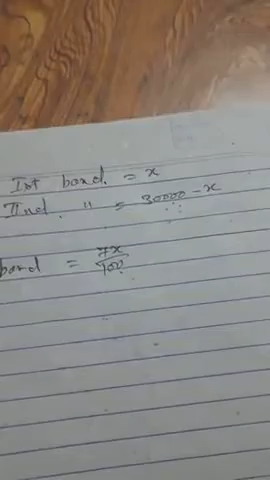 Ist bond. = x
IInd. " = 30000 - x
bond = 7x/100